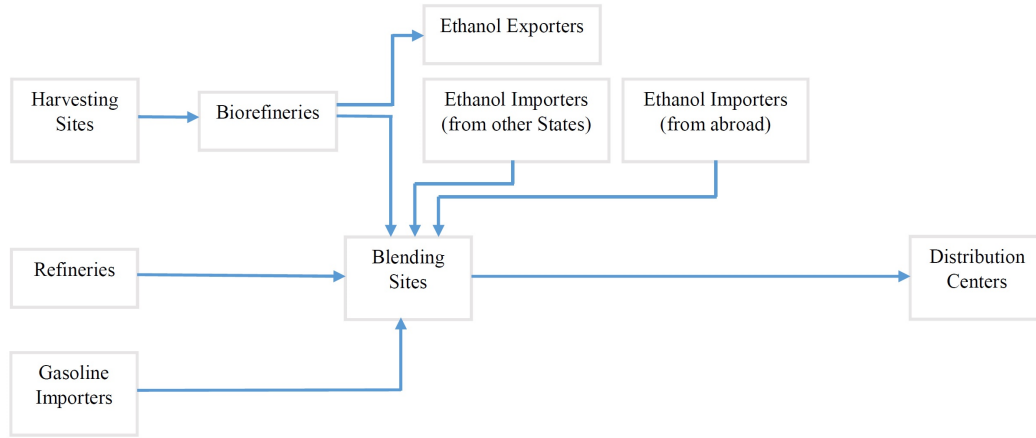 Ethanol Exporters
Harvesting
Sites
Biorefineries
Ethanol Importers
(from other States)
Ethanol Importers
(from abroad)
Refineries
Blending
Sites
Distribution
Centers
Gasoline
Importers